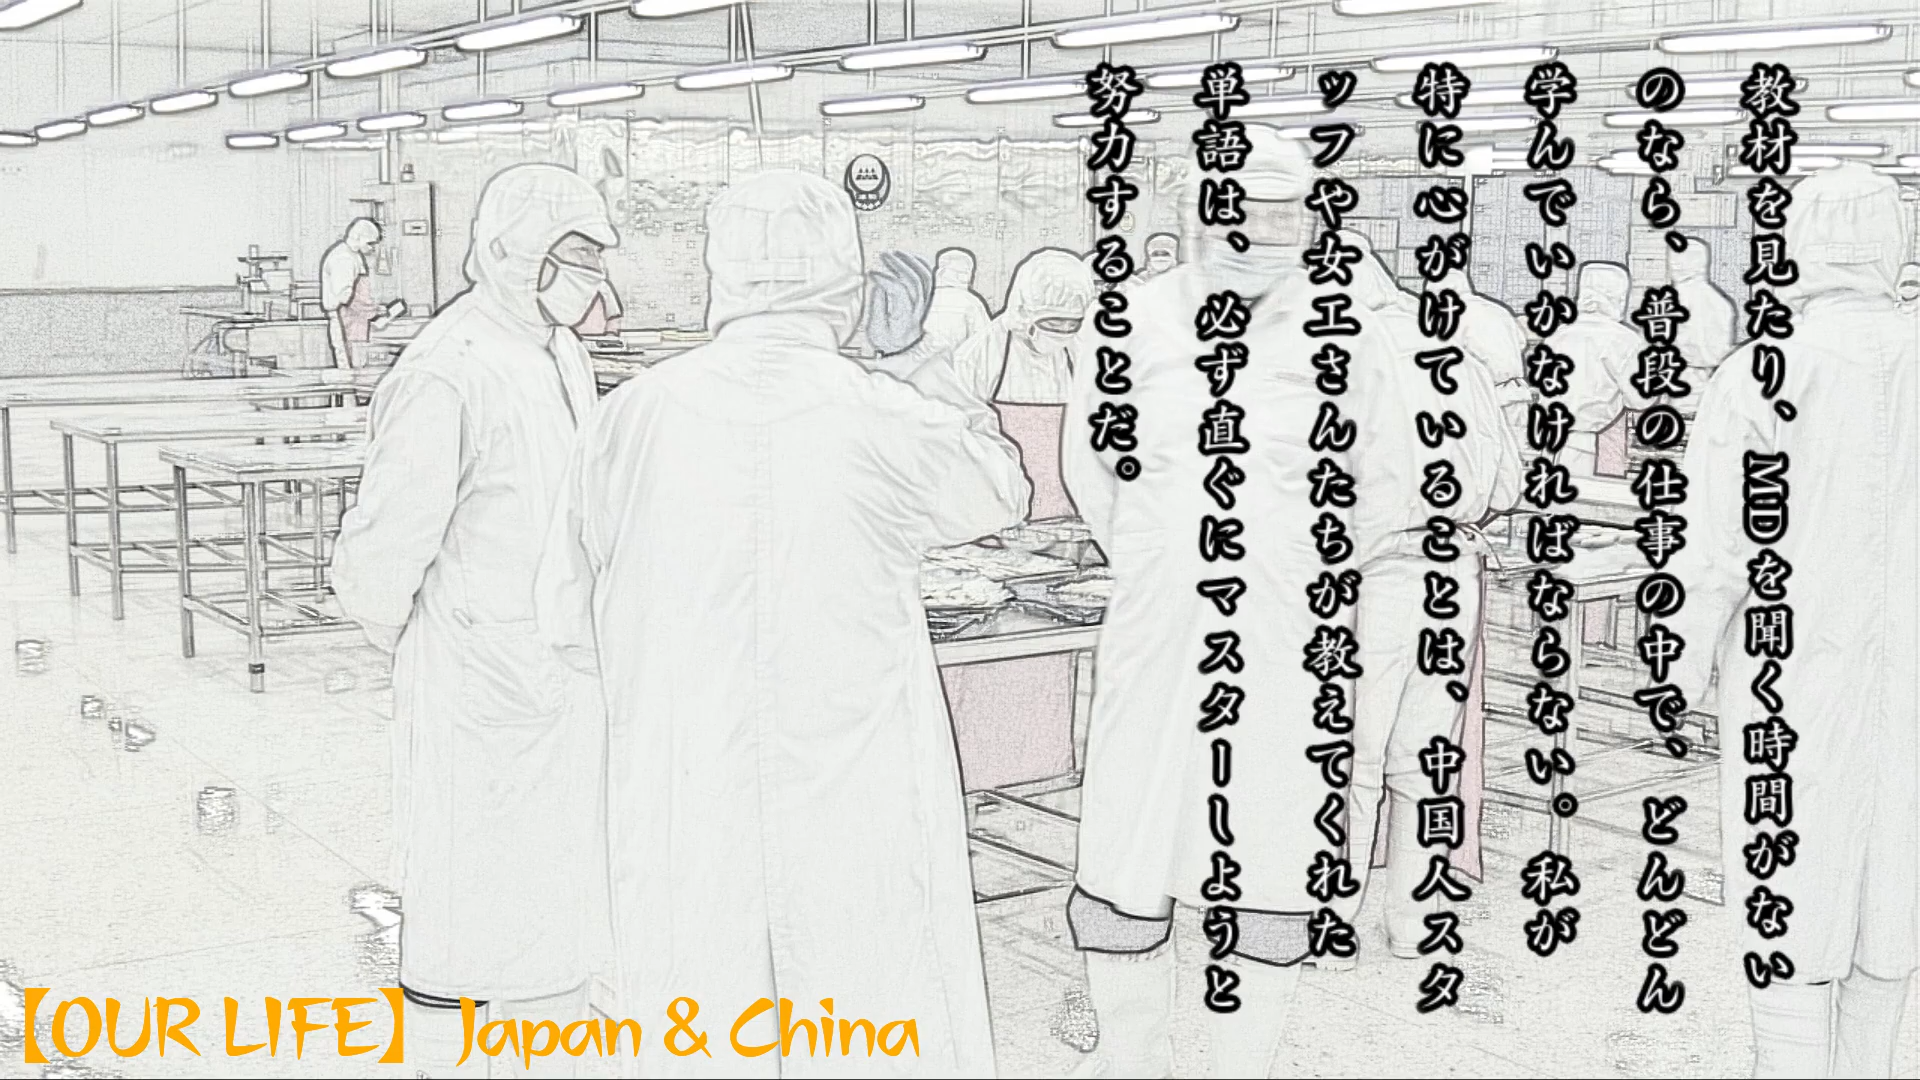 教材を見たり、MDを聞く時間がない
のなら、普段の仕事の中で、どんどん
学んでいかなければならない。私が
特に心がけていることは、中国人スタ
ッフや女工さんたちが教えてくれた
単語は、必ず直ぐにマスターしようと
努力することだ。
【OUR LIFE】 Japan & China